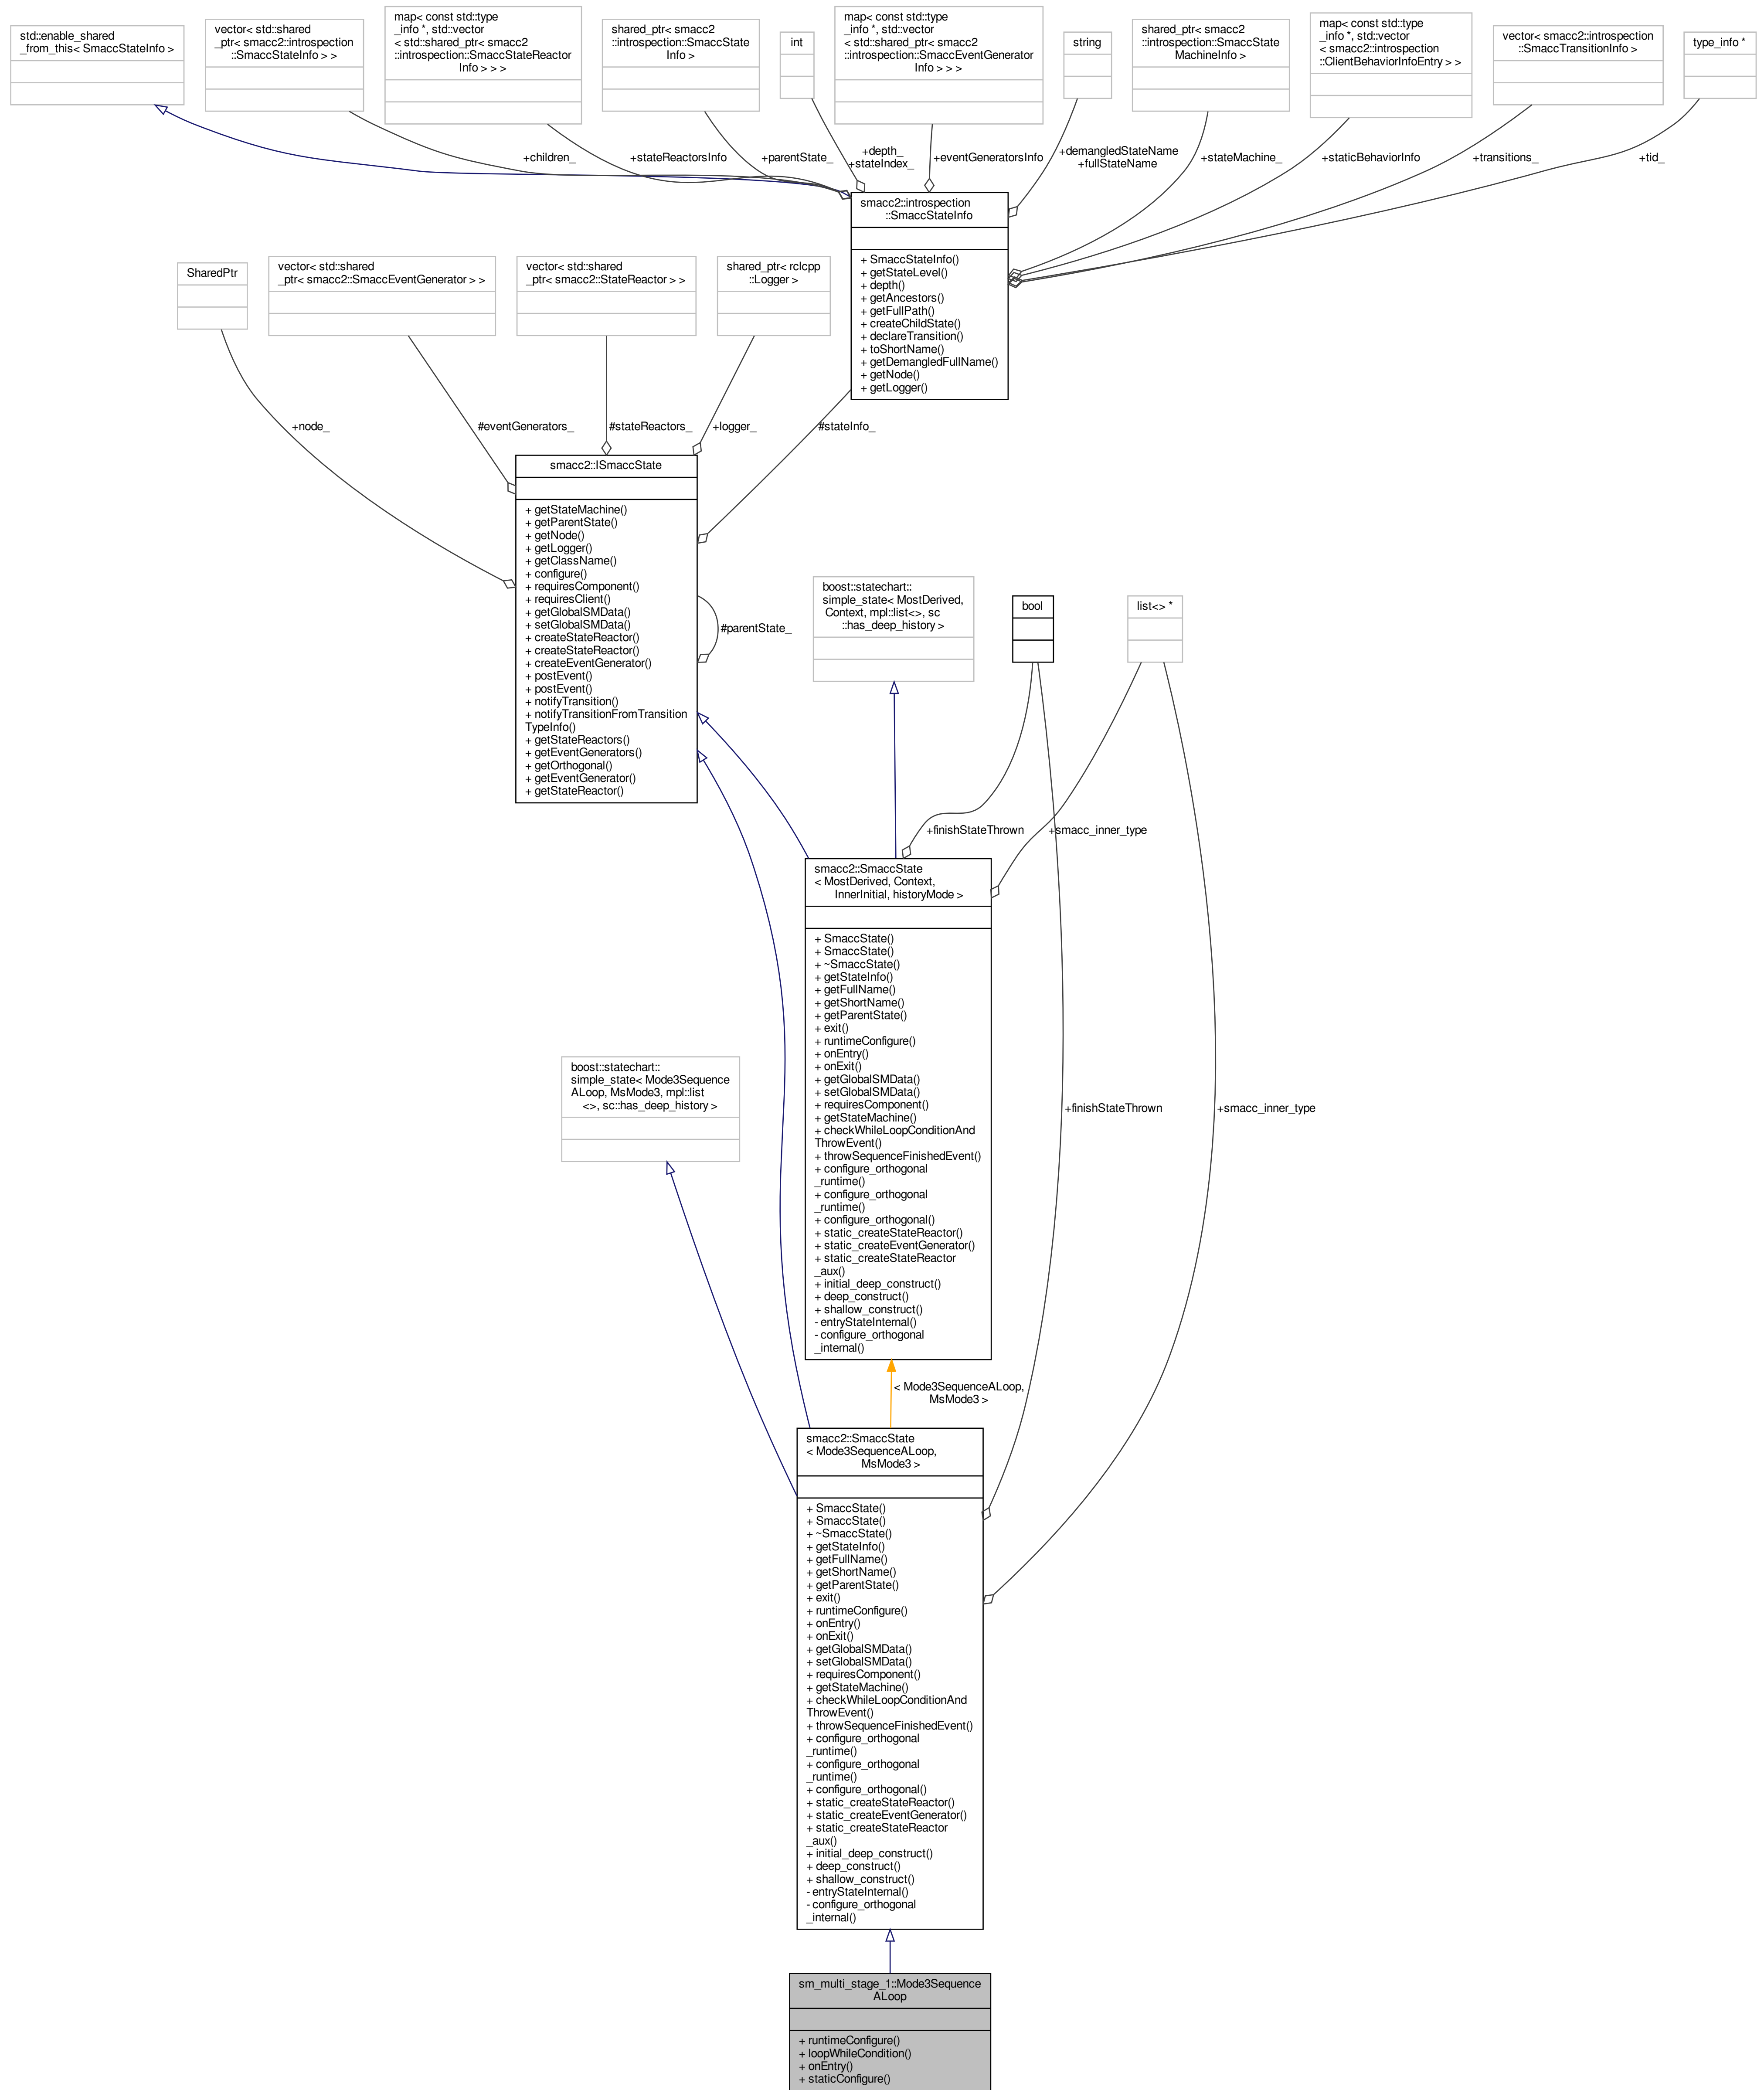 std::enable_shared
_from_this< SmaccStateInfo >
vector< std::shared
_ptr< smacc2::introspection
::SmaccStateInfo > >
map< const std::type
_info *, std::vector
< std::shared_ptr< smacc2
::introspection::SmaccStateReactor
Info > > >
shared_ptr< smacc2
::introspection::SmaccState
Info >
int
map< const std::type
_info *, std::vector
< std::shared_ptr< smacc2
::introspection::SmaccEventGenerator
Info > > >
string
shared_ptr< smacc2
::introspection::SmaccState
MachineInfo >
map< const std::type
_info *, std::vector
< smacc2::introspection
::ClientBehaviorInfoEntry > >
vector< smacc2::introspection
::SmaccTransitionInfo >
type_info *
+children_
+stateReactorsInfo
+parentState_
+depth_
+stateIndex_
+eventGeneratorsInfo
+demangledStateName
+fullStateName
+stateMachine_
+staticBehaviorInfo
+transitions_
+tid_
smacc2::introspection
::SmaccStateInfo
+ SmaccStateInfo()
+ getStateLevel()
+ depth()
+ getAncestors()
+ getFullPath()
+ createChildState()
+ declareTransition()
+ toShortName()
+ getDemangledFullName()
+ getNode()
+ getLogger()
SharedPtr
vector< std::shared
_ptr< smacc2::SmaccEventGenerator > >
vector< std::shared
_ptr< smacc2::StateReactor > >
shared_ptr< rclcpp
::Logger >
+node_
#eventGenerators_
#stateReactors_
+logger_
#stateInfo_
smacc2::ISmaccState
+ getStateMachine()
+ getParentState()
+ getNode()
+ getLogger()
+ getClassName()
+ configure()
+ requiresComponent()
+ requiresClient()
+ getGlobalSMData()
+ setGlobalSMData()
+ createStateReactor()
+ createStateReactor()
+ createEventGenerator()
+ postEvent()
+ postEvent()
+ notifyTransition()
+ notifyTransitionFromTransition
TypeInfo()
+ getStateReactors()
+ getEventGenerators()
+ getOrthogonal()
+ getEventGenerator()
+ getStateReactor()
#parentState_
boost::statechart::
simple_state< MostDerived,
Context, mpl::list<>, sc
::has_deep_history >
bool
list<> *
+finishStateThrown
+smacc_inner_type
smacc2::SmaccState
< MostDerived, Context,
InnerInitial, historyMode >
+ SmaccState()
+ SmaccState()
+ ~SmaccState()
+ getStateInfo()
+ getFullName()
+ getShortName()
+ getParentState()
+ exit()
+ runtimeConfigure()
+ onEntry()
+ onExit()
+ getGlobalSMData()
+ setGlobalSMData()
+ requiresComponent()
+ getStateMachine()
+ checkWhileLoopConditionAnd
ThrowEvent()
+ throwSequenceFinishedEvent()
+ configure_orthogonal
_runtime()
+ configure_orthogonal
_runtime()
+ configure_orthogonal()
+ static_createStateReactor()
+ static_createEventGenerator()
+ static_createStateReactor
_aux()
+ initial_deep_construct()
+ deep_construct()
+ shallow_construct()
- entryStateInternal()
- configure_orthogonal
_internal()
boost::statechart::
simple_state< Mode3Sequence
ALoop, MsMode3, mpl::list
<>, sc::has_deep_history >
+finishStateThrown
+smacc_inner_type
< Mode3SequenceALoop,
MsMode3 >
smacc2::SmaccState
< Mode3SequenceALoop,
MsMode3 >
+ SmaccState()
+ SmaccState()
+ ~SmaccState()
+ getStateInfo()
+ getFullName()
+ getShortName()
+ getParentState()
+ exit()
+ runtimeConfigure()
+ onEntry()
+ onExit()
+ getGlobalSMData()
+ setGlobalSMData()
+ requiresComponent()
+ getStateMachine()
+ checkWhileLoopConditionAnd
ThrowEvent()
+ throwSequenceFinishedEvent()
+ configure_orthogonal
_runtime()
+ configure_orthogonal
_runtime()
+ configure_orthogonal()
+ static_createStateReactor()
+ static_createEventGenerator()
+ static_createStateReactor
_aux()
+ initial_deep_construct()
+ deep_construct()
+ shallow_construct()
- entryStateInternal()
- configure_orthogonal
_internal()
sm_multi_stage_1::Mode3Sequence
ALoop
+ runtimeConfigure()
+ loopWhileCondition()
+ onEntry()
+ staticConfigure()